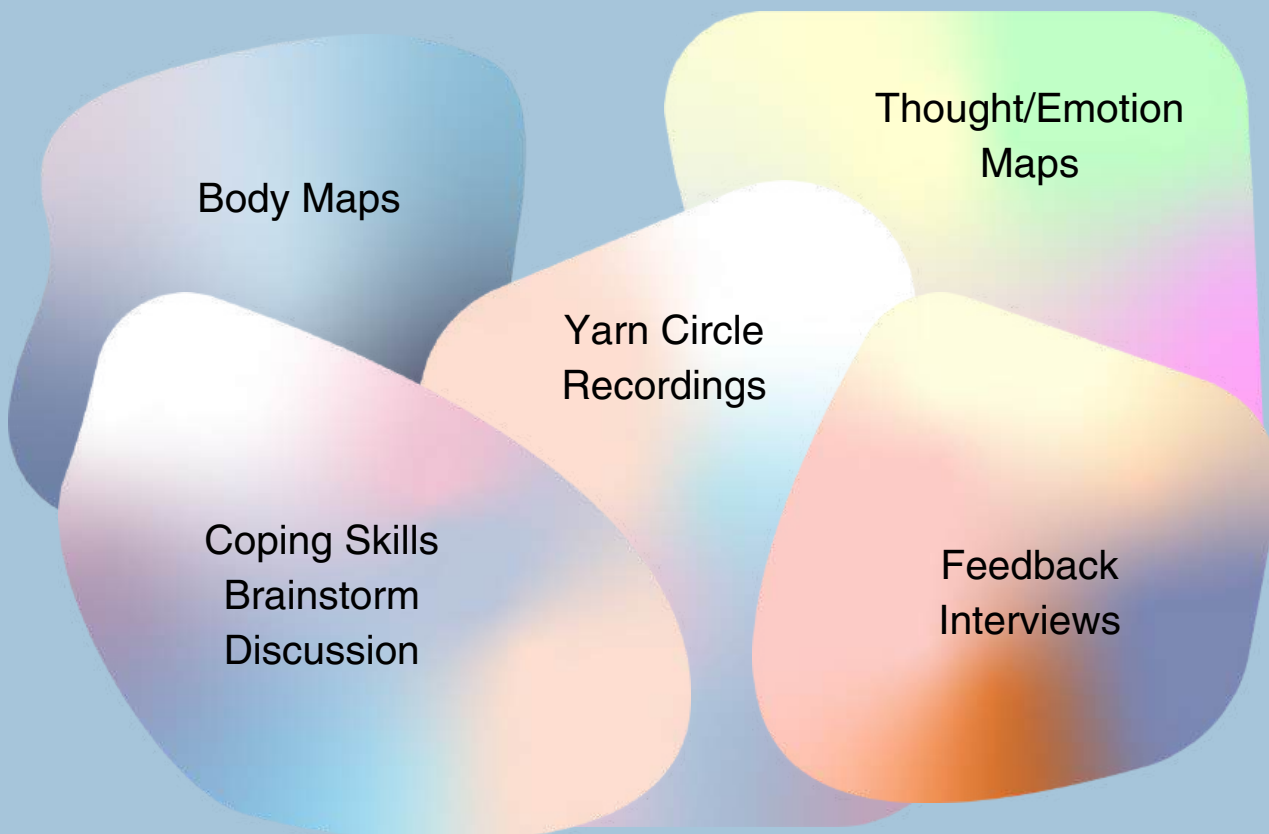 Body Maps
Thought/Emotion
Maps
Yarn Circle
Recordings
Coping Skills
Brainstorm
Discussion
Feedback
Interviews